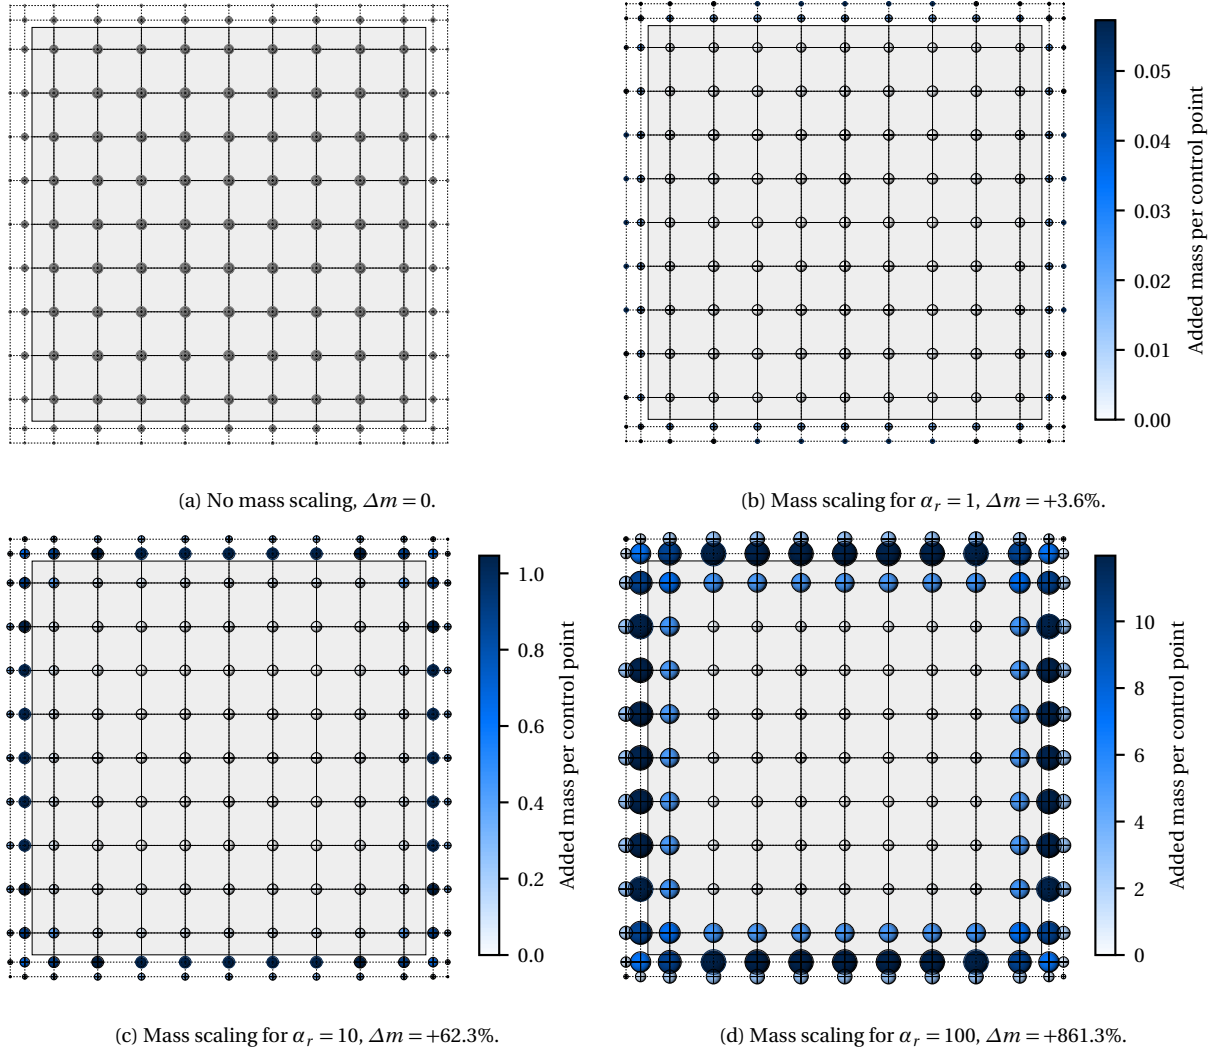 0.05
0.04
0.03
0.02
0.01
0.00
Added mass per control point
(a) No mass scaling, Δm = 0.
(b) Mass scaling for αr = 1, Δm = +3.6%.
1.0
0.8
0.6
0.4
0.2
0.0
Added mass per control point
10
8
6
4
2
0
Added mass per control point
(c) Mass scaling for αr = 10, Δm = +62.3%.
(d) Mass scaling for αr = 100, Δm = +861.3%.